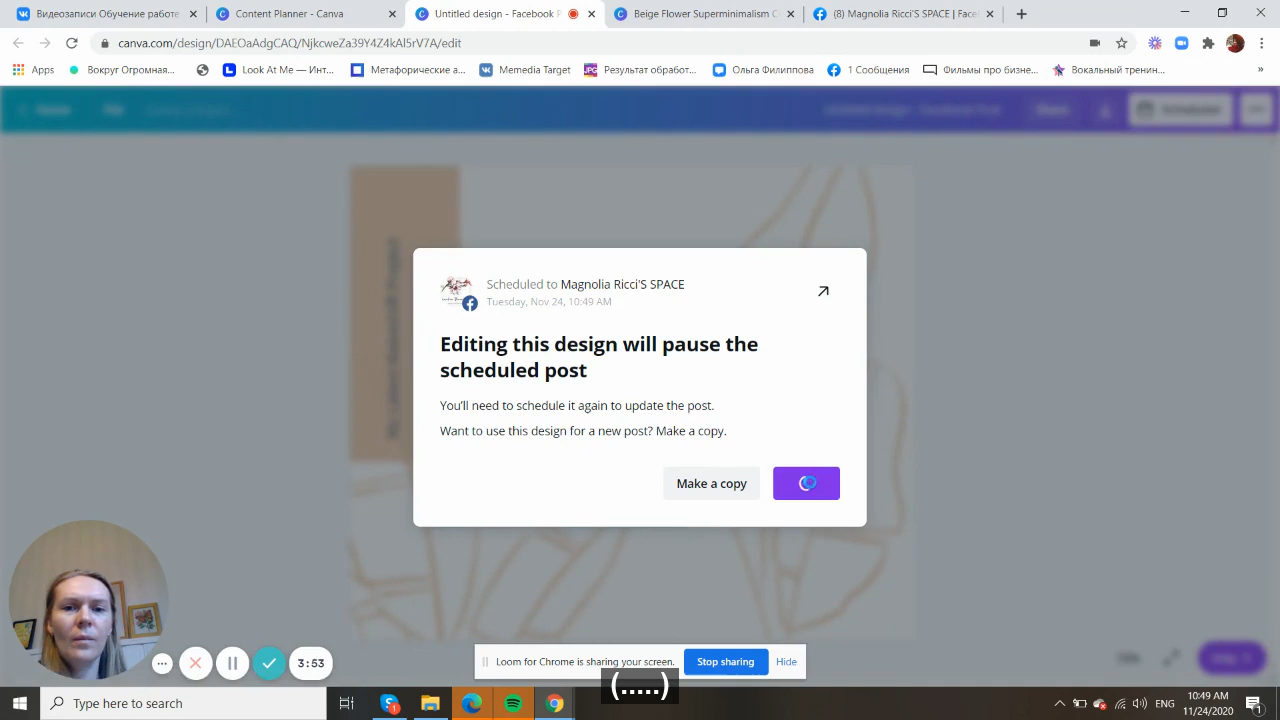 Видеозаписи Обучение работе
Content Planner - Canva
Untitled design - Facebook P
Beige Flower Superminimalism C
(8) Magnolia Ricci'S SPACE | Face
canva.com/design/DAEOaAdgCAQ/NjkcweZa39Y4Z4kAl5rV7A/edit
Apps
Вокруг Огромная...
Look At Me — Инт...
Метафорические а...
Memedia Target
Результат обработ...
Ольга Филиппова
1 Сообщения
Фильмы про бизне...
Вокальный тренин...
»
Scheduled
Scheduled to Magnolia Ricci'S SPACE
Tuesday, Nov 24, 10:49 AM
Editing this design will pause the
scheduled post
You'll need to schedule it again to update the post.
Want to use this design for a new post? Make a copy.
Make a copy
3:53
Loom for Chrome is sharing your screen.
Stop sharing
Hide
(.....)
Type here to search
ENG
10:49 AM
11/24/2020